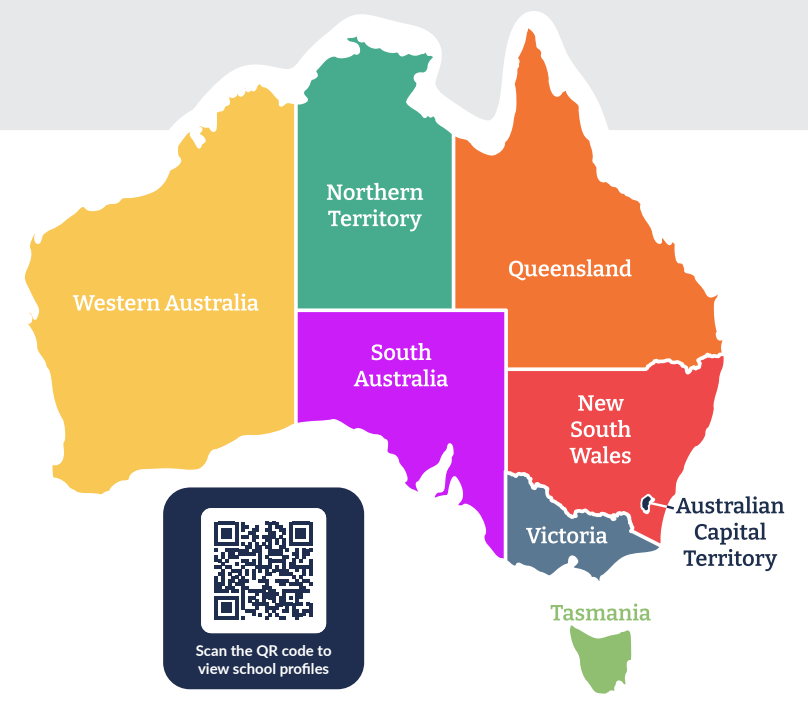 Northern
Territory
Queensland
Western Australia
South
Australia
New
South
Wales
Australian
Capital
Territory
Victoria
Tasmania
Scan the QR code to
view school profiles